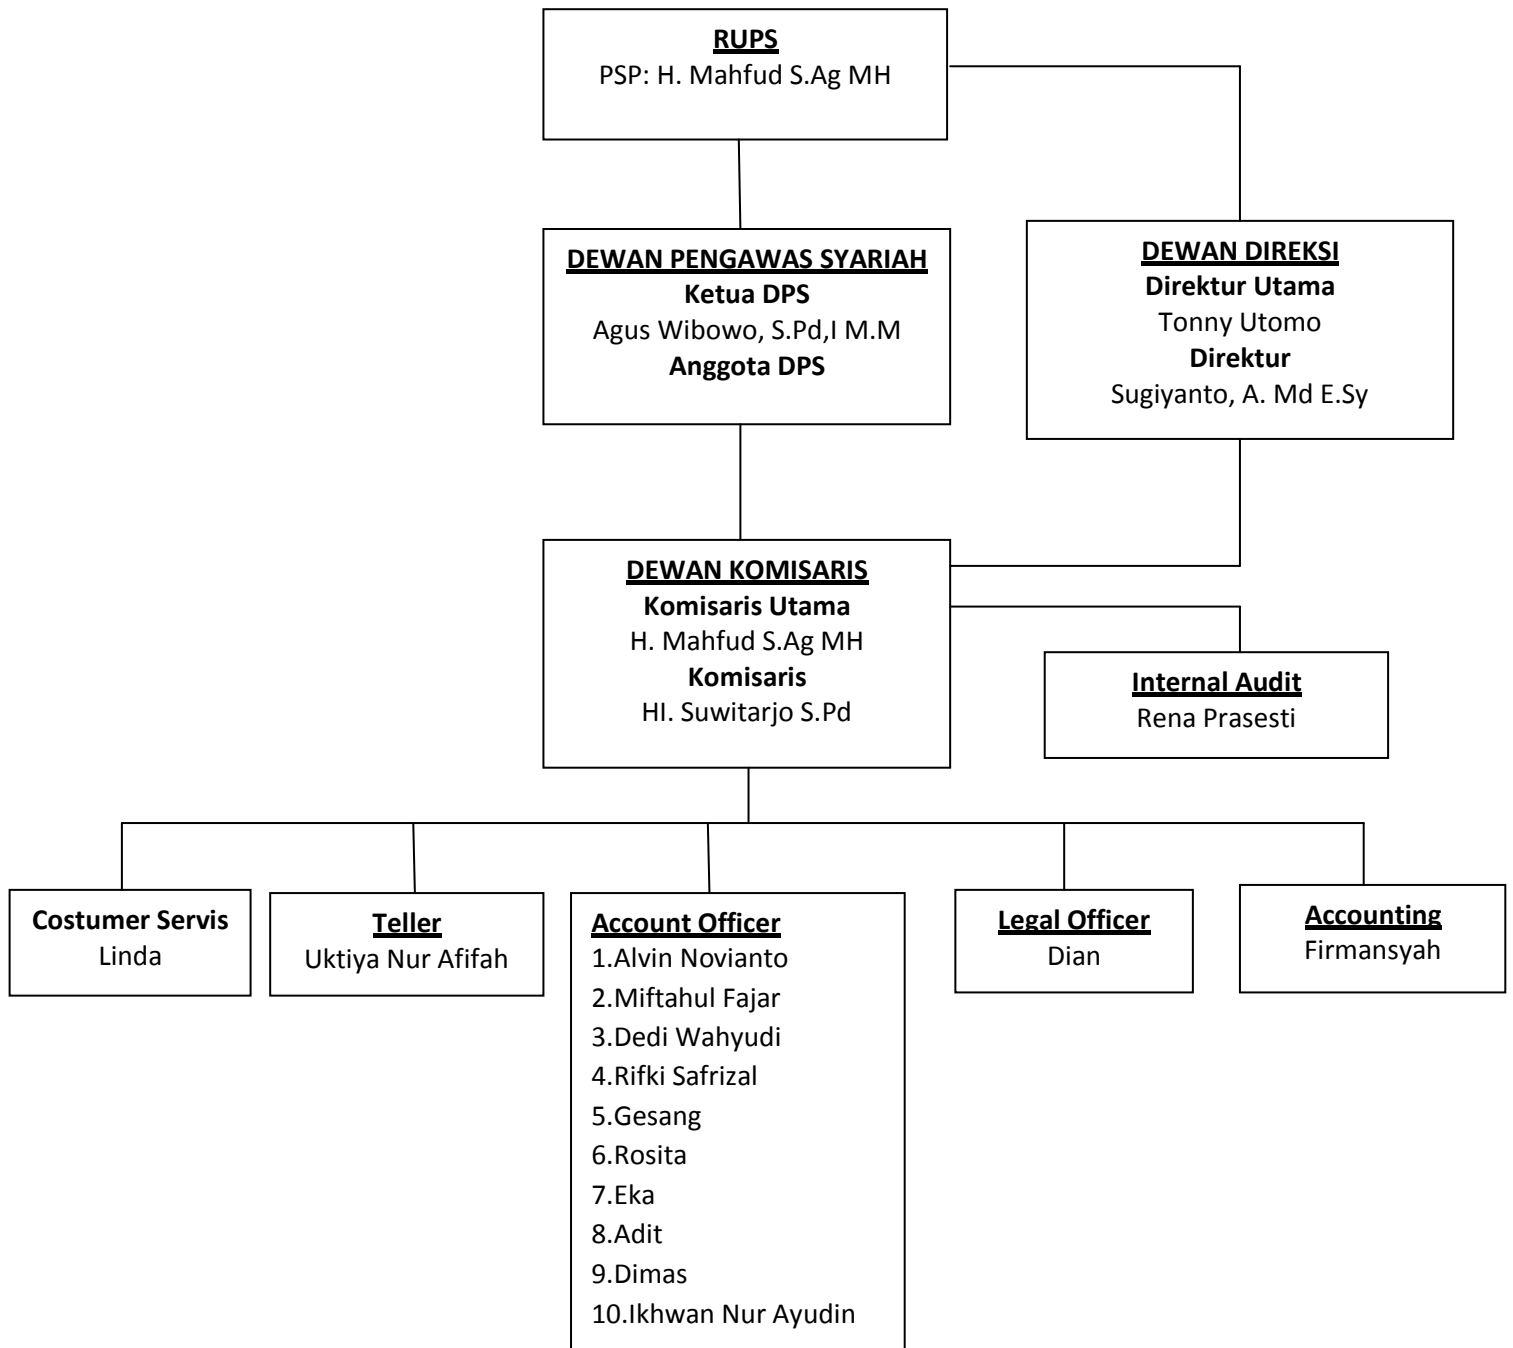 RUPS
PSP: H. Mahfud S.Ag MH
DEWAN PENGAWAS SYARIAH
Ketua DPS
Agus Wibowo, S.Pd,I M.M
Anggota DPS
DEWAN DIREKSI
Direktur Utama
Tonny Utomo
Direktur
Sugiyanto, A. Md E.Sy
DEWAN KOMISARIS
Komisaris Utama
H. Mahfud S.Ag MH
Komisaris
HI. Suwitarjo S.Pd
Internal Audit
Rena Prasesti
Costumer Servis
Linda
Teller
Uktiya Nur Afifah
Account Officer
1.Alvin Novianto
2.Miftahul Fajar
3.Dedi Wahyudi
4.Rifki Safrizal
5.Gesang
6.Rosita
7.Eka
8.Adit
9.Dimas
10.Ikhwan Nur Ayudin
Legal Officer
Dian
Accounting
Firmansyah